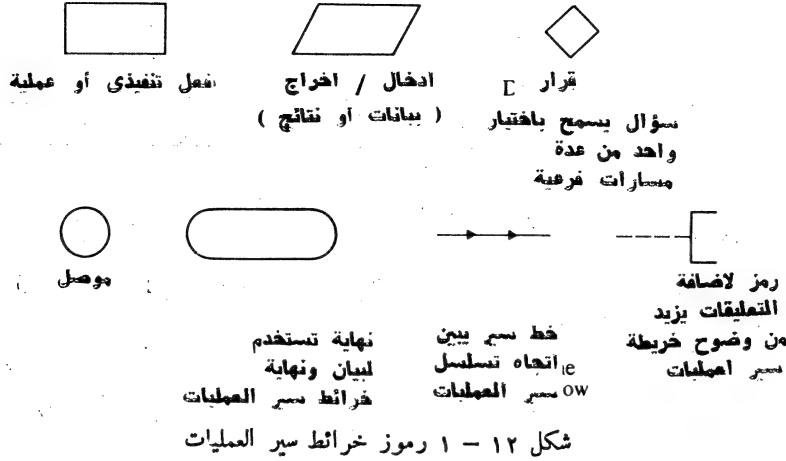 فعل تنفيذى أو عملية
ادخال / اخراج
( بيانات أو نتائج )
قرار
سؤال يسمح باختيار
واحد من عدة
مسارات فرعية
موصل
نهاية تستخدم
لبيان ونهاية
خرائط سير العمليات
خط سير يبين
اتجاه تسلسل
سير العمليات
رمز لاضافة
التعليقات يزيد
من وضوح خريطة
سير اعمليات
شكل ١٢ – ١ رموز خرائط سير العمليات